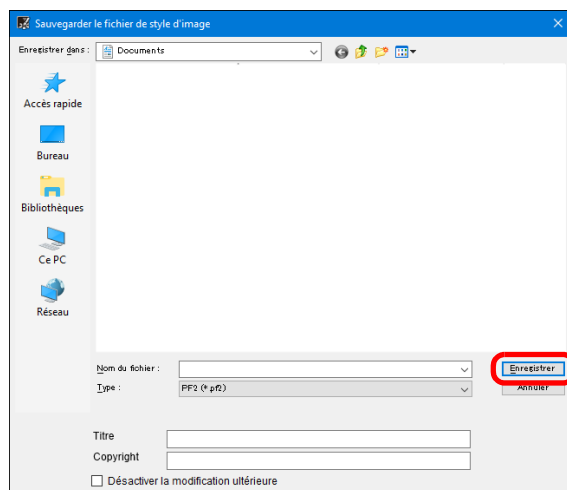 Sauvegarder le fichier de style d'image
Enregistrer dans : Documents
Accès rapide
Bureau
Bibliothèques
Ce PC
Réseau
Nom du fichier : Enregistrer
Type : PF2 (*.pf2) Annuler
Titre
Copyright
Désactiver la modification ultérieure